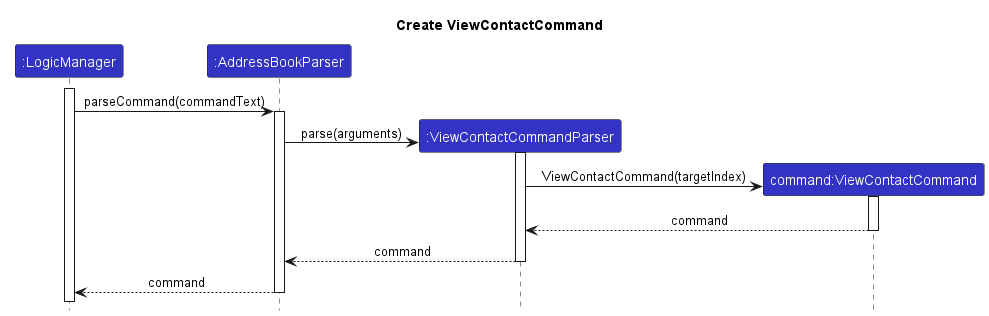 Create ViewContactCommand
:LogicManager
:AddressBookParser
parseCommand(commandText)
parse(arguments)
:ViewContactCommandParser
ViewContactCommand(targetIndex)
command:ViewContactCommand
command
command
command